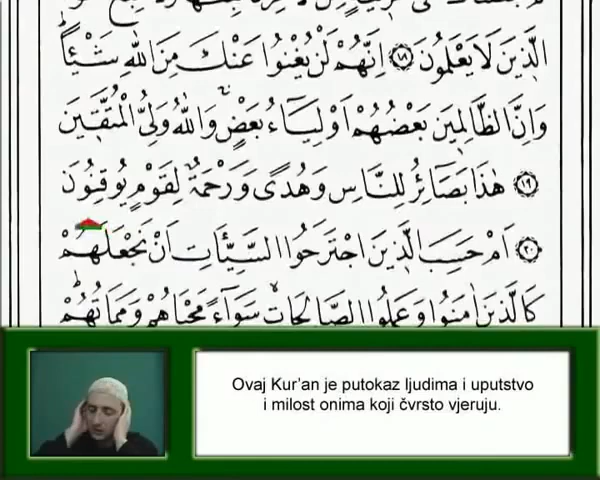 الَّذِينَ لَا يَعْلَمُونَ ﴿١٨﴾ اِنَّهُمْ لَنْ يُغْنُوا عَنْكَ مِنَ اللّٰهِ شَيْـًٔا
وَاِنَّ الظَّالِمِينَ بَعْضُهُمْ اَوْلِيَٓاءُ بَعْضٍ وَاللّٰهُ وَلِيُّ الْمُتَّقِينَ
﴿١٩﴾ هٰذَا بَصَٓائِرُ لِلنَّاسِ وَهُدًى وَرَحْمَةٌ لِقَوْمٍ يُوقِنُونَ
﴿٢٠﴾ اَمْ حَسِبَ الَّذِينَ اجْتَرَحُوا السَّيِّـَٔاتِ اَنْ نَجْعَلَهُمْ
كَالَّذِينَ اٰمَنُوا وَعَمِلُوا الصَّالِحَاتِ سَوَٓاءً مَحْيَاهُمْ وَمَمَاتُهُمْ
Ovaj Kur'an je putokaz ljudima i uputstvo
i milost onima koji čvrsto vjeruju.